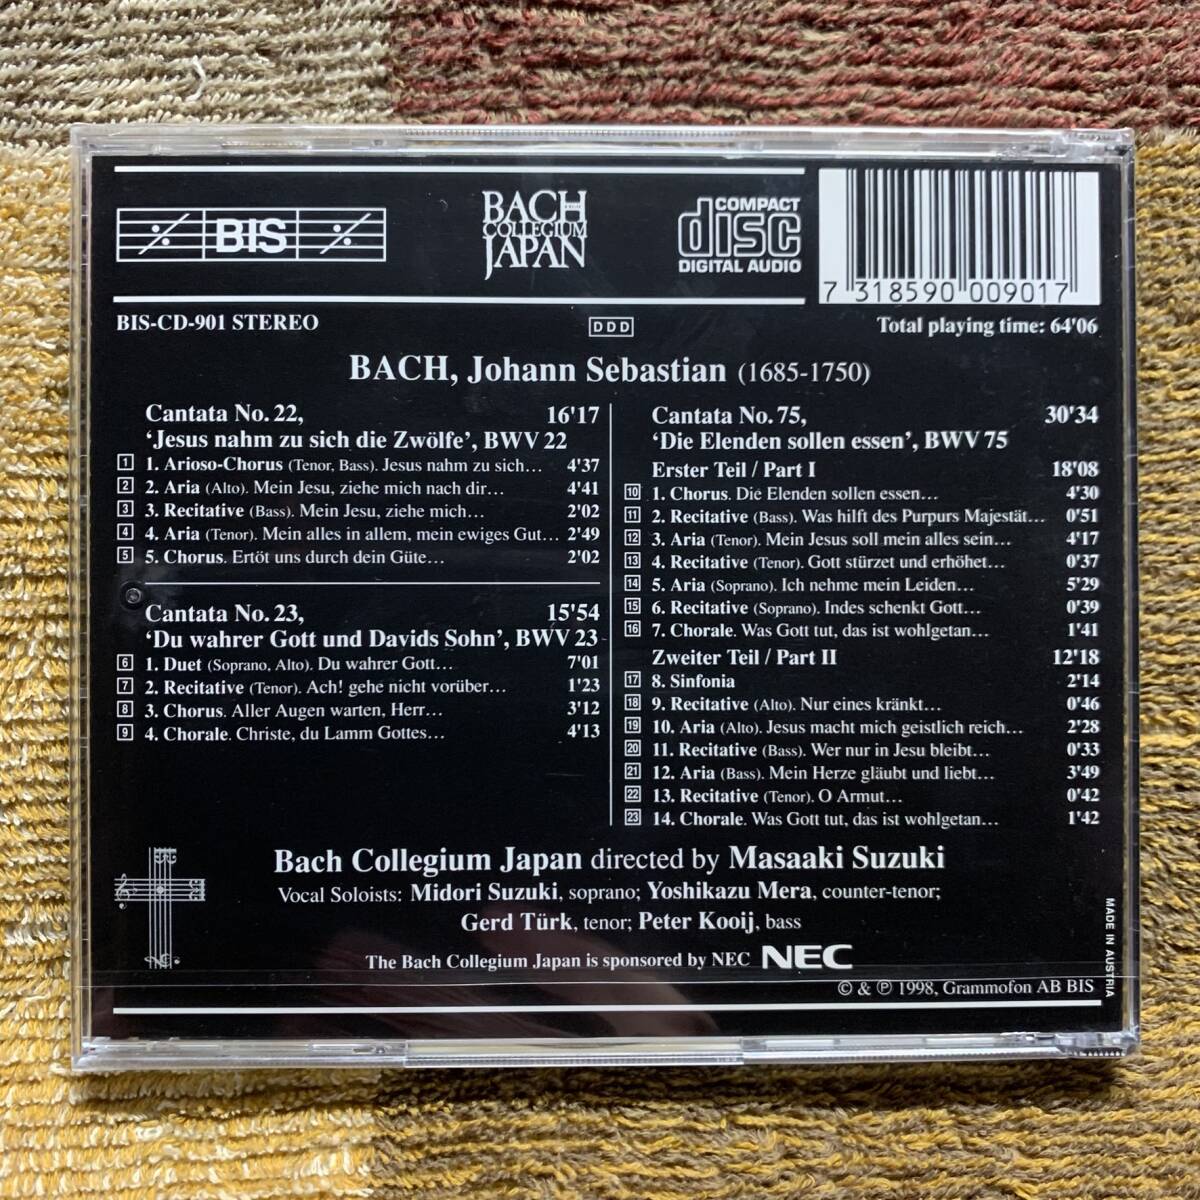 BIS
BACH
COLLEGIUM
JAPAN
COMPACT
disc
DIGITAL AUDIO
7 318590 009017
BIS-CD-901 STEREO
DDD
Total playing time: 64'06
BACH, Johann Sebastian (1685-1750)
Cantata No. 22, 16'17
‘Jesus nahm zu sich die Zwölfe’, BWV 22
1 1. Arioso-Chorus (Tenor, Bass). Jesus nahm zu sich… 4'37
2 2. Aria (Alto). Mein Jesu, ziehe mich nach dir… 4'41
3 3. Recitative (Bass). Mein Jesu, ziehe mich… 2'02
4 4. Aria (Tenor). Mein alles in allem, mein ewiges Gut… 2'49
5 5. Chorus. Ertöt uns durch dein Güte… 2'02
Cantata No. 23, 15'54
‘Du wahrer Gott und Davids Sohn’, BWV 23
6 1. Duet (Soprano, Alto). Du wahrer Gott… 7'01
7 2. Recitative (Tenor). Ach! gehe nicht vorüber… 1'23
8 3. Chorus. Aller Augen warten, Herr… 3'12
9 4. Chorale. Christe, du Lamm Gottes… 4'13
Cantata No. 75, 30'34
‘Die Elenden sollen essen’, BWV 75
Erster Teil / Part I 18'08
10 1. Chorus. Die Elenden sollen essen… 4'30
11 2. Recitative (Bass). Was hilft des Purpurs Majestät… 0'51
12 3. Aria (Tenor). Mein Jesus soll mein alles sein… 4'17
13 4. Recitative (Tenor). Gott stürzet und erhöhet… 0'37
14 5. Aria (Soprano). Ich nehme mein Leiden… 5'29
15 6. Recitative (Soprano). Indes schenkt Gott… 0'39
16 7. Chorale. Was Gott tut, das ist wohlgetan… 1'41
Zweiter Teil / Part II 12'18
17 8. Sinfonia 2'14
18 9. Recitative (Alto). Nur eines kränkt… 0'46
19 10. Aria (Alto). Jesus macht mich geistlich reich… 2'28
20 11. Recitative (Bass). Wer nur in Jesu bleibt… 0'33
21 12. Aria (Bass). Mein Herze gläubt und liebt… 3'49
22 13. Recitative (Tenor). O Armut… 0'42
23 14. Chorale. Was Gott tut, das ist wohlgetan… 1'42
Bach Collegium Japan directed by Masaaki Suzuki
Vocal Soloists: Midori Suzuki, soprano; Yoshikazu Mera, counter-tenor;
Gerd Türk, tenor; Peter Kooij, bass
The Bach Collegium Japan is sponsored by NEC NEC
© & ℗ 1998, Grammofon AB BIS
MADE IN AUSTRIA